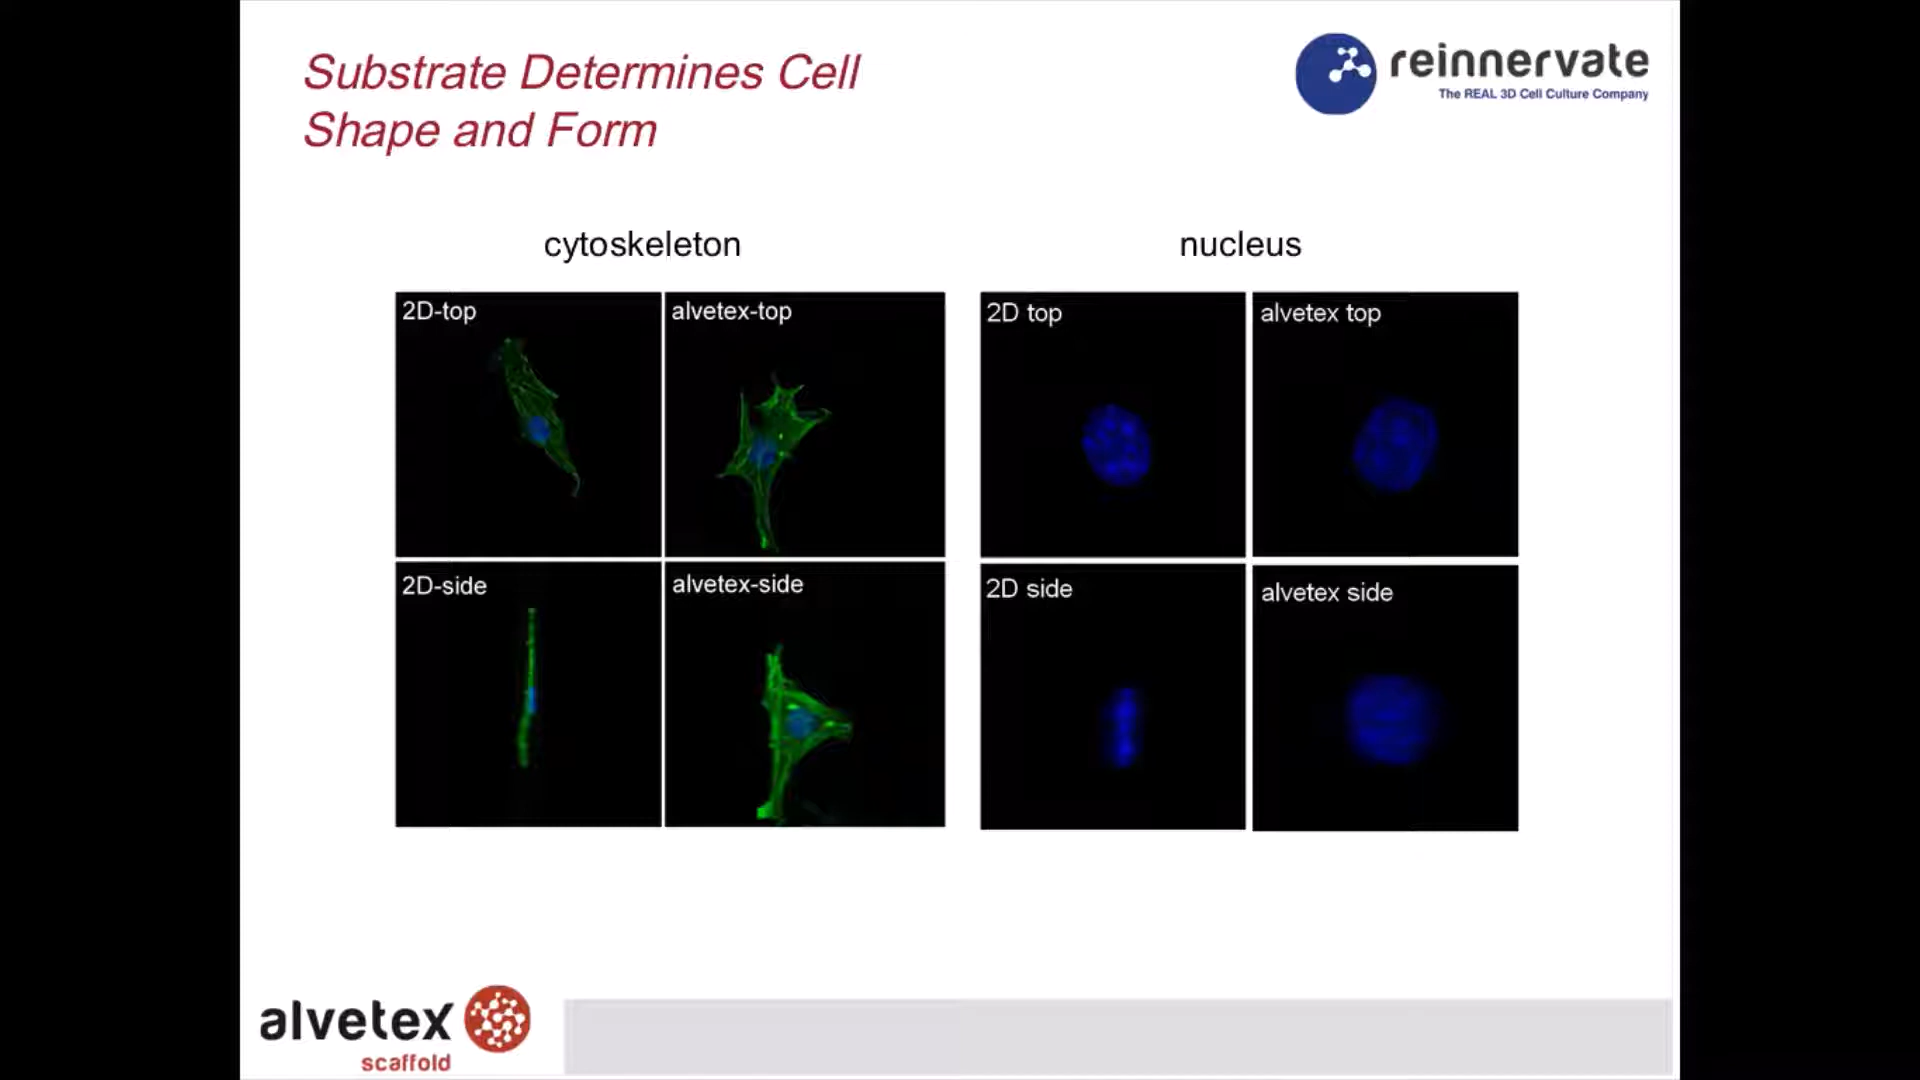 Substrate Determines Cell
Shape and Form
reinnervate
The REAL 3D Cell Culture Company
cytoskeleton
nucleus
2D-top
alvetex-top
2D top
alvetex top
2D-side
alvetex-side
2D side
alvetex side
alvetex
scaffold